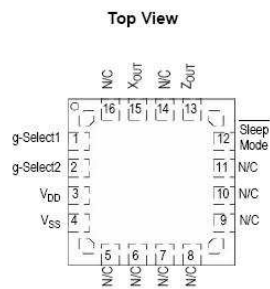 Top View
N/C
XOUT
N/C
ZOUT
16
15
14
13
g-Select1
1
12
Sleep
Mode
g-Select2
2
11
N/C
VDD
3
10
N/C
VSS
4
9
N/C
5
6
7
8
N/C
N/C
N/C
N/C